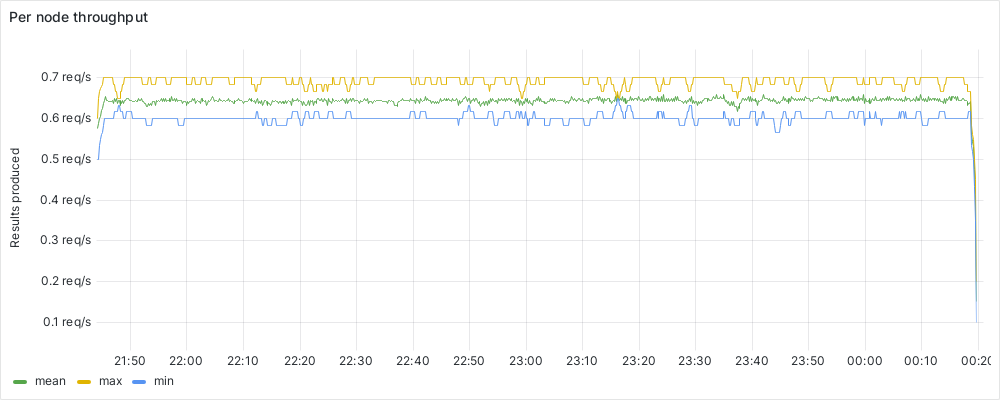 Per node throughput
Results produced
0.7 req/s
0.6 req/s
0.5 req/s
0.4 req/s
0.3 req/s
0.2 req/s
0.1 req/s
21:50 22:00 22:10 22:20 22:30 22:40 22:50 23:00 23:10 23:20 23:30 23:40 23:50 00:00 00:10 00:20
mean max min